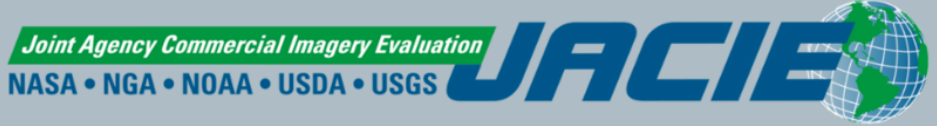 Joint Agency Commercial Imagery Evaluation
NASA • NGA • NOAA • USDA • USGS
JACIE